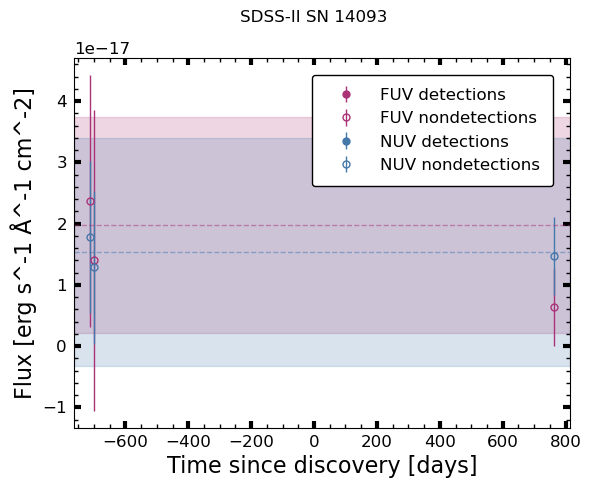 SDSS-II SN 14093
1e−17
FUV detections
FUV nondetections
NUV detections
NUV nondetections
4
3
2
1
0
−1
Flux [erg s^-1 Å^-1 cm^-2]
−600 −400 −200 0 200 400 600 800
Time since discovery [days]